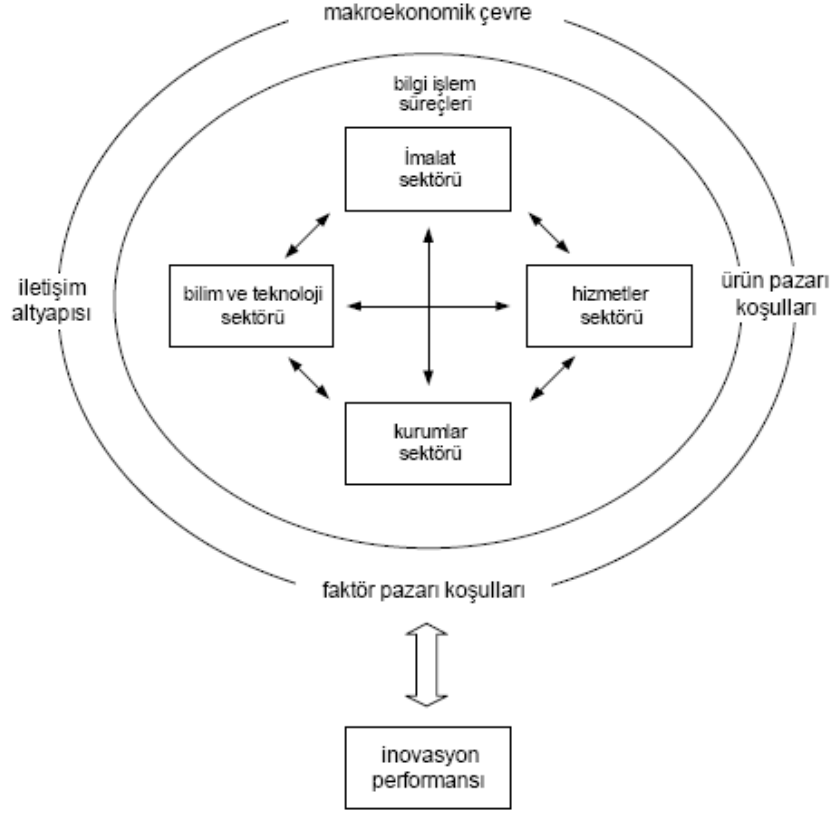 makroekonomik çevre
bilgi işlem
süreçleri
İmalat
sektörü
iletişim
altyapısı
bilim ve teknoloji
sektörü
hizmetler
sektörü
ürün pazarı
koşulları
kurumlar
sektörü
faktör pazarı koşulları
inovasyon
performansı